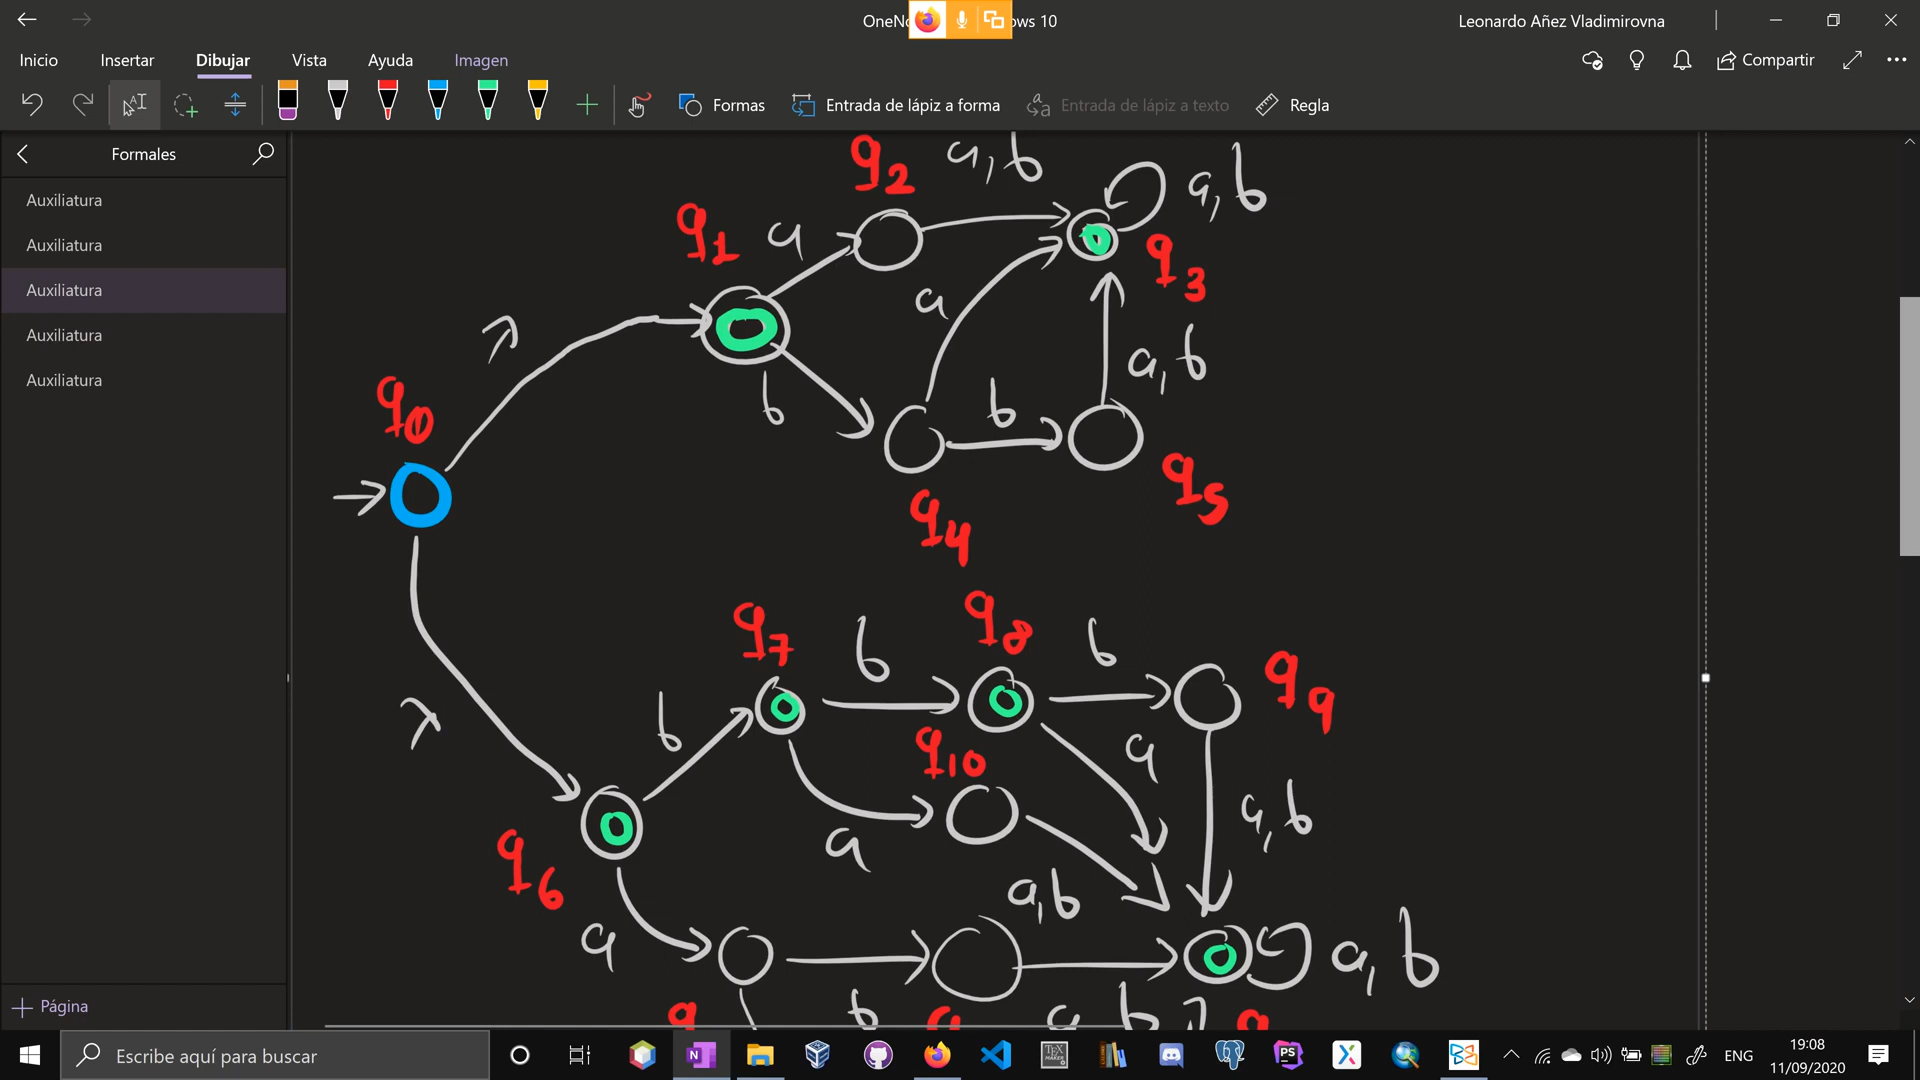 OneNo
ows 10
Leonardo Añez Vladimirovna
Inicio
Insertar
Dibujar
Vista
Ayuda
Imagen
Compartir
Formas
Entrada de lápiz a forma
Entrada de lápiz a texto
Regla
Formales
Auxiliatura
Auxiliatura
Auxiliatura
Auxiliatura
Auxiliatura
Página
q2
a, b
a, b
q1
a
q3
a
λ
a, b
b
b
q0
q5
q4
q7
b
q8
b
q9
λ
b
q10
a
a, b
a
q6
a, b
a
a, b
q
b
q
a b
q
Escribe aquí para buscar
ENG
19:08
11/09/2020